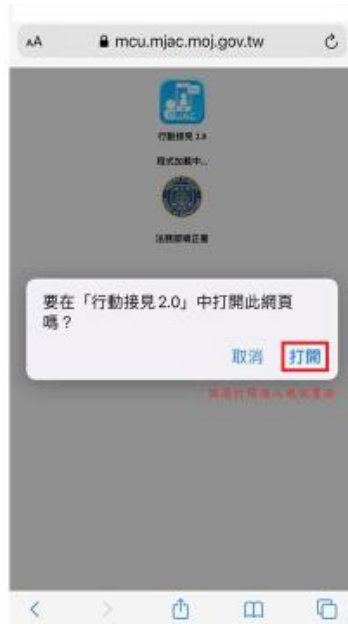 AA mcu.mjac.moj.gov.tw
MJAC
行動接見 2.0
程式加載中...
法務部矯正署
要在「行動接見 2.0」中打開此網頁
嗎？
取消 打開